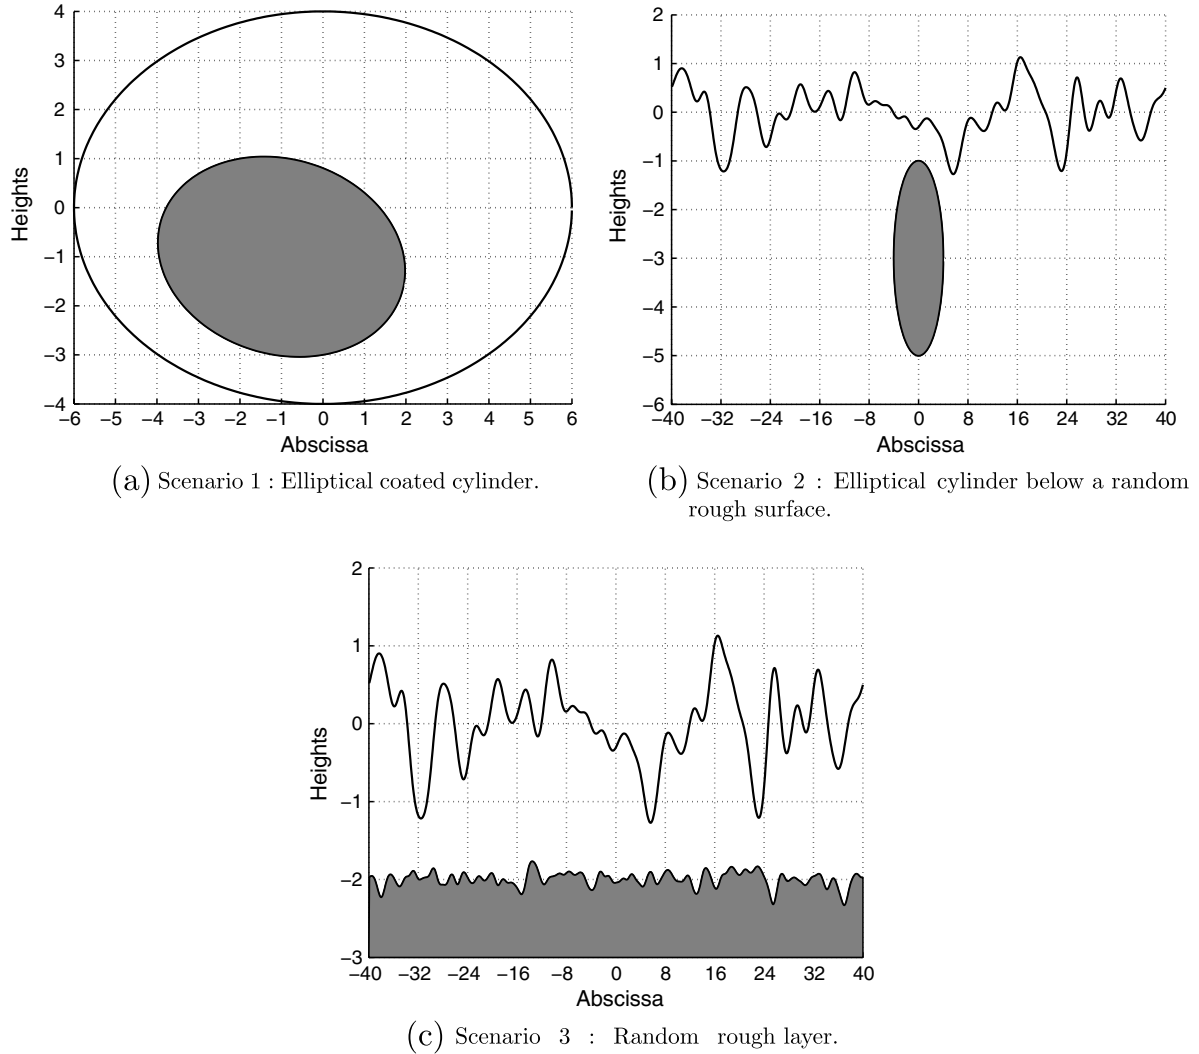 4
3
2
1
0
−1
−2
−3
−4
Heights
−6 −5 −4 −3 −2 −1 0 1 2 3 4 5 6
Abscissa
(a) Scenario 1 : Elliptical coated cylinder.
2
1
0
−1
−2
−3
−4
−5
−6
Heights
−40 −32 −24 −16 −8 0 8 16 24 32 40
Abscissa
(b) Scenario 2 : Elliptical cylinder below a random
rough surface.
2
1
0
−1
−2
−3
Heights
−40 −32 −24 −16 −8 0 8 16 24 32 40
Abscissa
(c) Scenario 3 : Random rough layer.